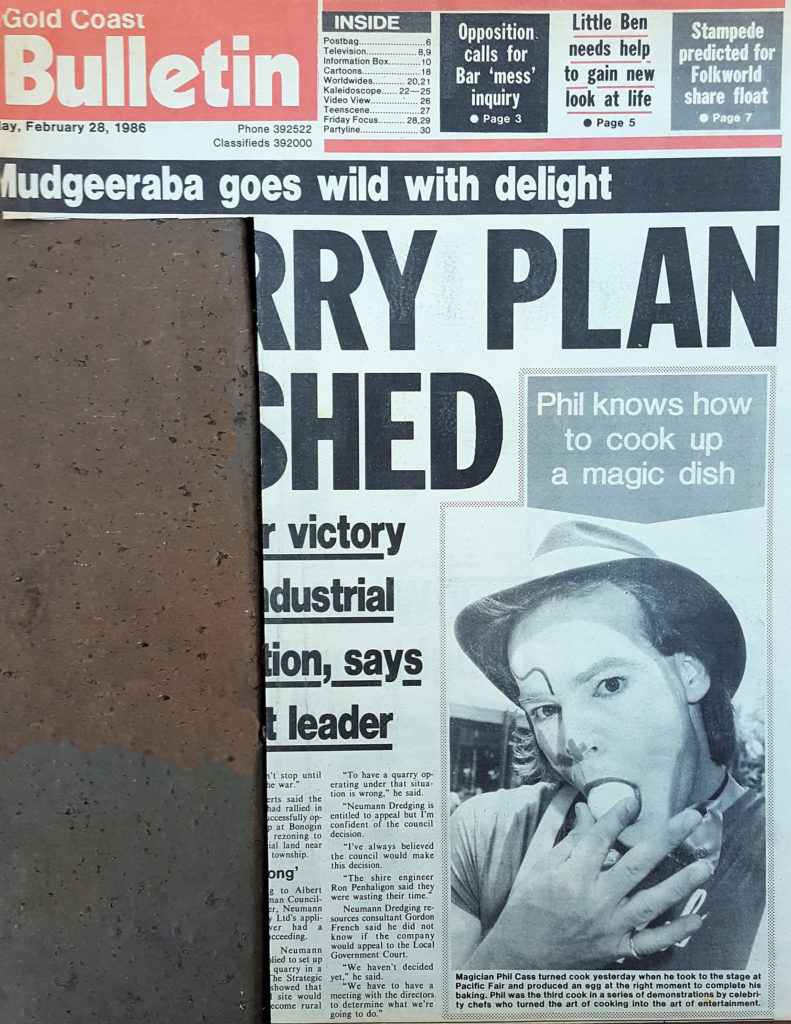 Gold Coast
Bulletin
February 28, 1986
Phone 392522
Classifieds 392000
INSIDE
Postbag........................6
Television....................8,9
Information Box..........10
Cartoons....................18
Worldwides...........20,21
Kaleidoscope.....22—25
Video View.................26
Teenscene.................27
Friday Focus.........28,29
Partyline....................30
Opposition
calls for
Bar ‘mess’
inquiry
● Page 3
Little Ben
needs help
to gain new
look at life
● Page 5
Stampede
predicted for
Folkworld
share float
● Page 7
Mudgeeraba goes wild with delight
RRY PLAN
SHED
r victory
ndustrial
tion, says
t leader
Phil knows how
to cook up
a magic dish
n’t stop until
he war.”
erts said the
had rallied in
uccessfully op-
p at Bonogin
rezoning to
ial land near
township.
ong’
g to Albert
man Council-
er, Neumann
y Ltd’s appli-
ver had a
cceeding.
Neumann
lied to set up
quarry in a
The Strategic
showed that
site would
ecome rural
“To have a quarry op-
erating under that situa-
tion is wrong,” he said.
“Neumann Dredging is
entitled to appeal but I’m
confident of the council
decision.
“I’ve always believed
the council would make
this decision.
“The shire engineer
Ron Penhaligon said they
were wasting their time.”
Neumann Dredging re-
sources consultant Gordon
French said he did not
know if the company
would appeal to the Local
Government Court.
“We haven’t decided
yet,” he said.
“We have to have a
meeting with the directors
to determine what we’re
going to do.”
Magician Phil Cass turned cook yesterday when he took to the stage at
Pacific Fair and produced an egg at the right moment to complete his
baking. Phil was the third cook in a series of demonstrations by celebri-
ty chefs who turned the art of cooking into the art of entertainment.